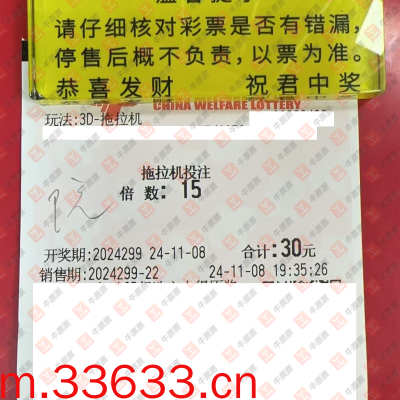 请仔细核对彩票是否有错漏,
停售后概不负责,以票为准。
恭喜发财 祝君中奖
CHINA WELFARE LOTTERY
玩法:3D-拖拉机
拖拉机投注
倍数: 15
开奖期:2024299 24-11-08 合计:30元
销售期:2024299-22 24-11-08 19:35:26
m.33633.cn